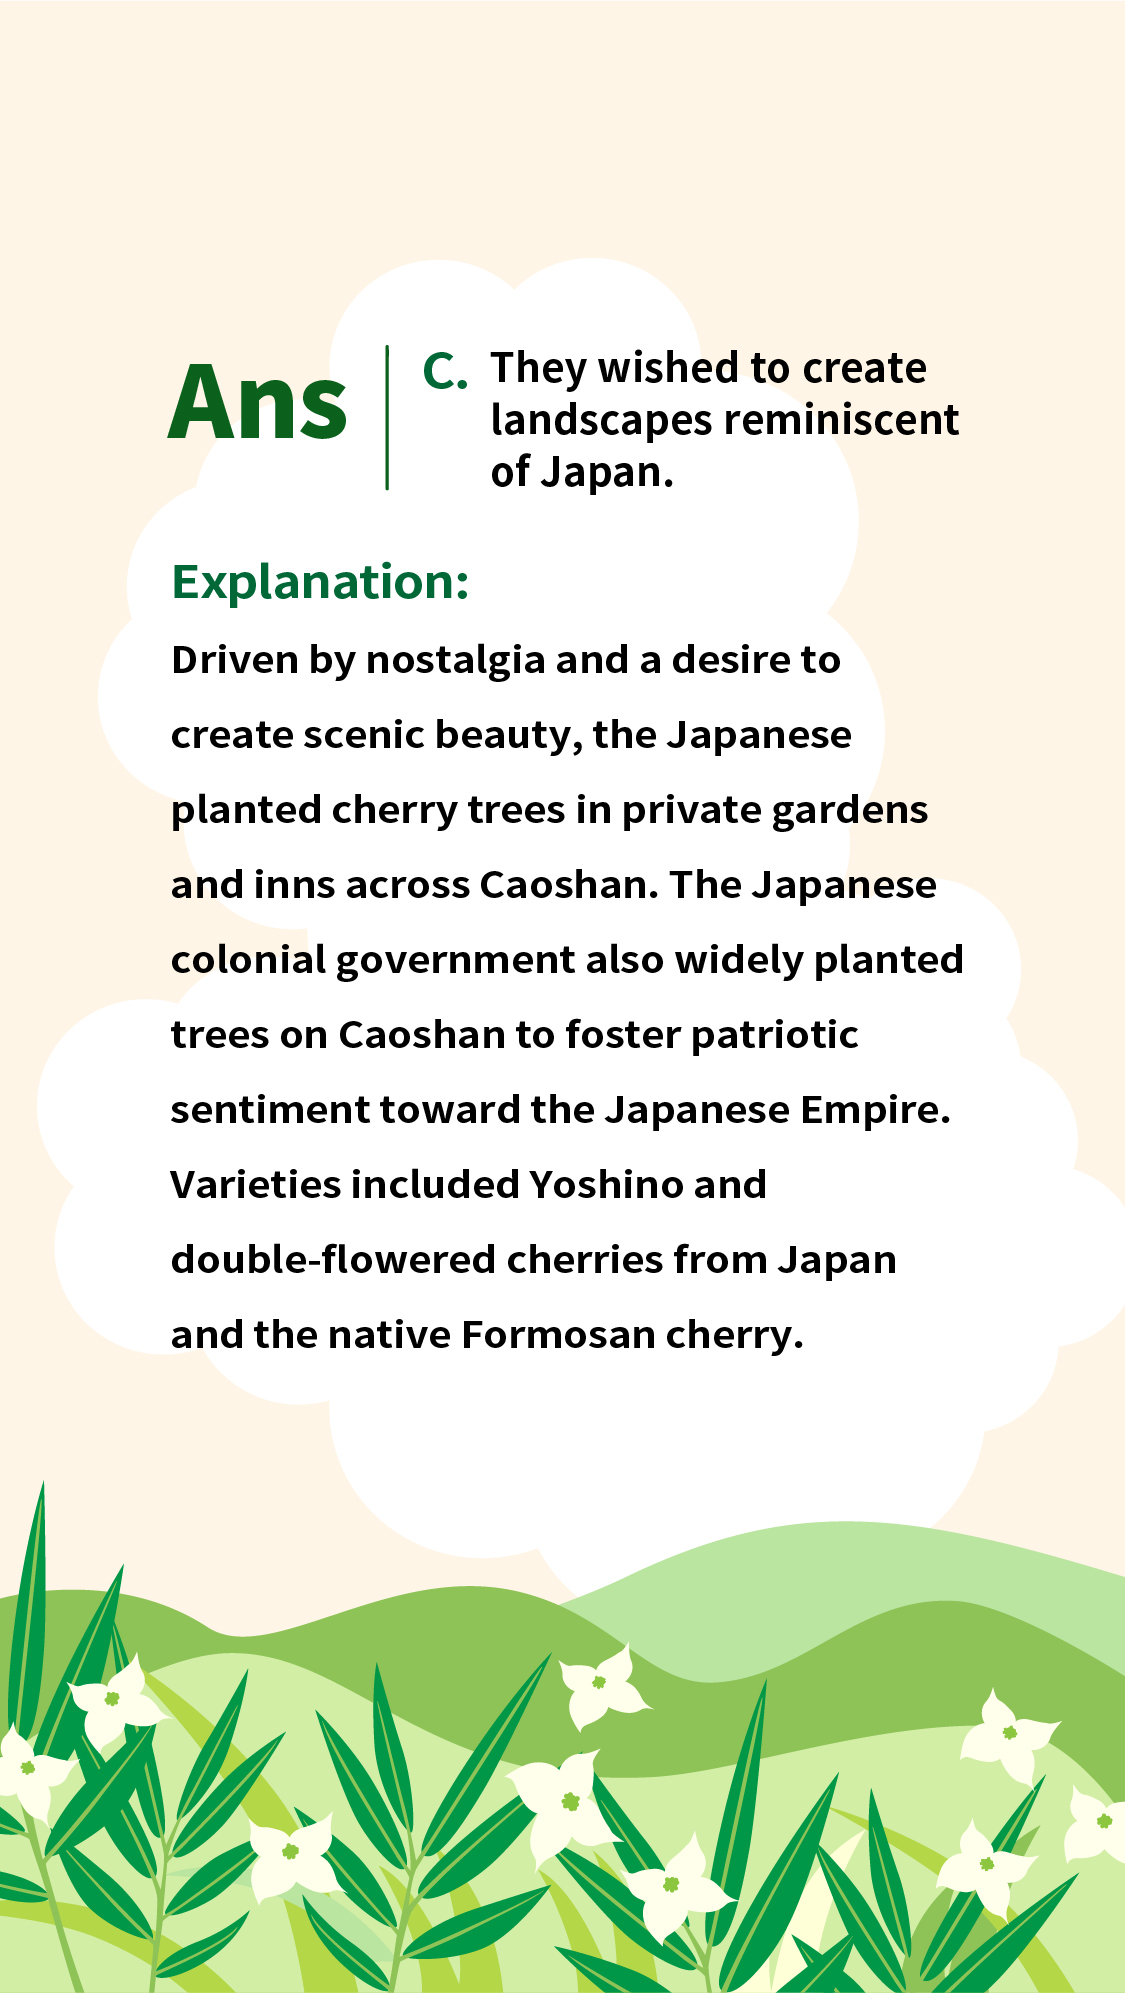 Ans
C. They wished to create
landscapes reminiscent
of Japan.
Explanation:
Driven by nostalgia and a desire to
create scenic beauty, the Japanese
planted cherry trees in private gardens
and inns across Caoshan. The Japanese
colonial government also widely planted
trees on Caoshan to foster patriotic
sentiment toward the Japanese Empire.
Varieties included Yoshino and
double-flowered cherries from Japan
and the native Formosan cherry.